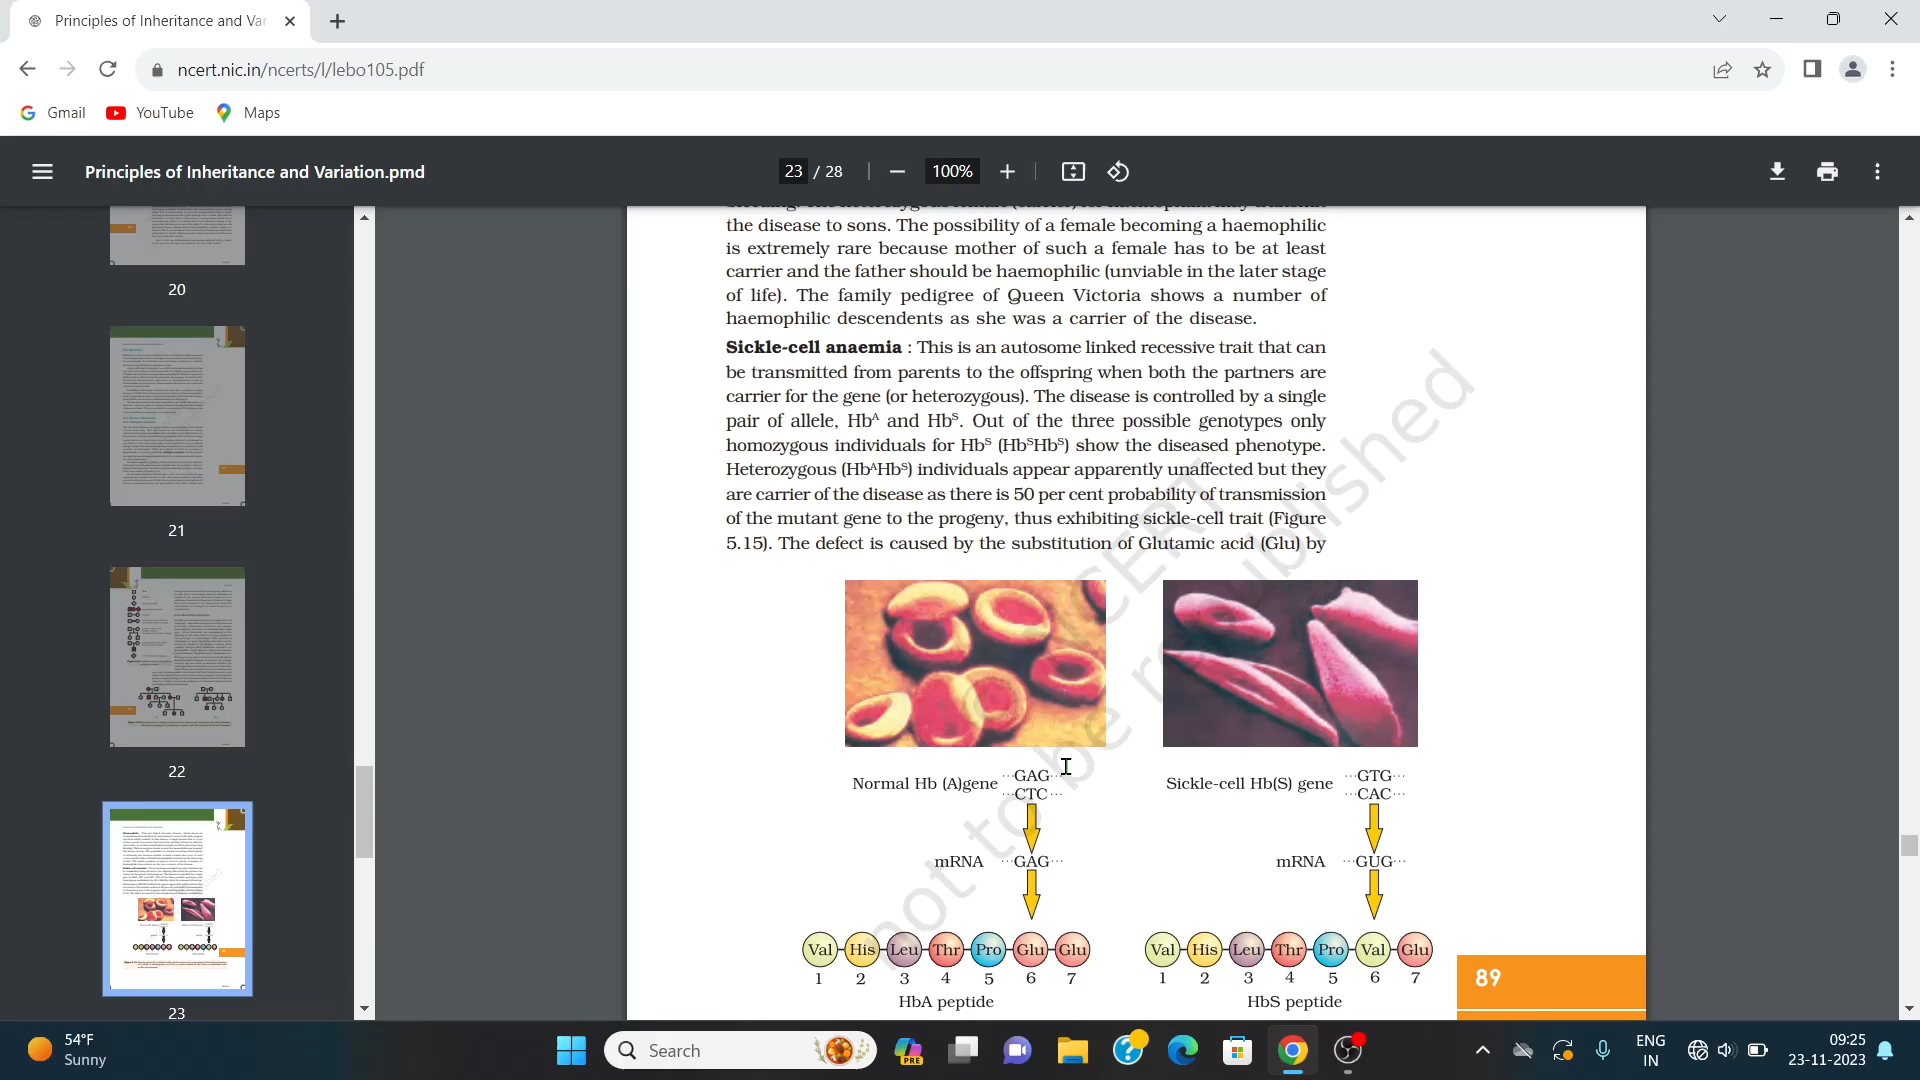 Principles of Inheritance and Var
ncert.nic.in/ncerts/l/lebo105.pdf
Gmail YouTube Maps
Principles of Inheritance and Variation.pmd
23 / 28
100%
20
21
22
23
the disease to sons. The possibility of a female becoming a haemophilic
is extremely rare because mother of such a female has to be at least
carrier and the father should be haemophilic (unviable in the later stage
of life). The family pedigree of Queen Victoria shows a number of
haemophilic descendents as she was a carrier of the disease.
Sickle-cell anaemia : This is an autosome linked recessive trait that can
be transmitted from parents to the offspring when both the partners are
carrier for the gene (or heterozygous). The disease is controlled by a single
pair of allele, Hbᴬ and Hbˢ. Out of the three possible genotypes only
homozygous individuals for Hbˢ (HbˢHbˢ) show the diseased phenotype.
Heterozygous (HbᴬHbˢ) individuals appear apparently unaffected but they
are carrier of the disease as there is 50 per cent probability of transmission
of the mutant gene to the progeny, thus exhibiting sickle-cell trait (Figure
5.15). The defect is caused by the substitution of Glutamic acid (Glu) by
not to be republished
Normal Hb (A)gene ...GAG...
...CTC...
mRNA ...GAG...
Val His Leu Thr Pro Glu Glu
1 2 3 4 5 6 7
HbA peptide
Sickle-cell Hb(S) gene ...GTG...
...CAC...
mRNA ...GUG...
Val His Leu Thr Pro Val Glu
1 2 3 4 5 6 7
HbS peptide
89
54°F
Sunny
Search
PRE
ENG
IN
09:25
23-11-2023